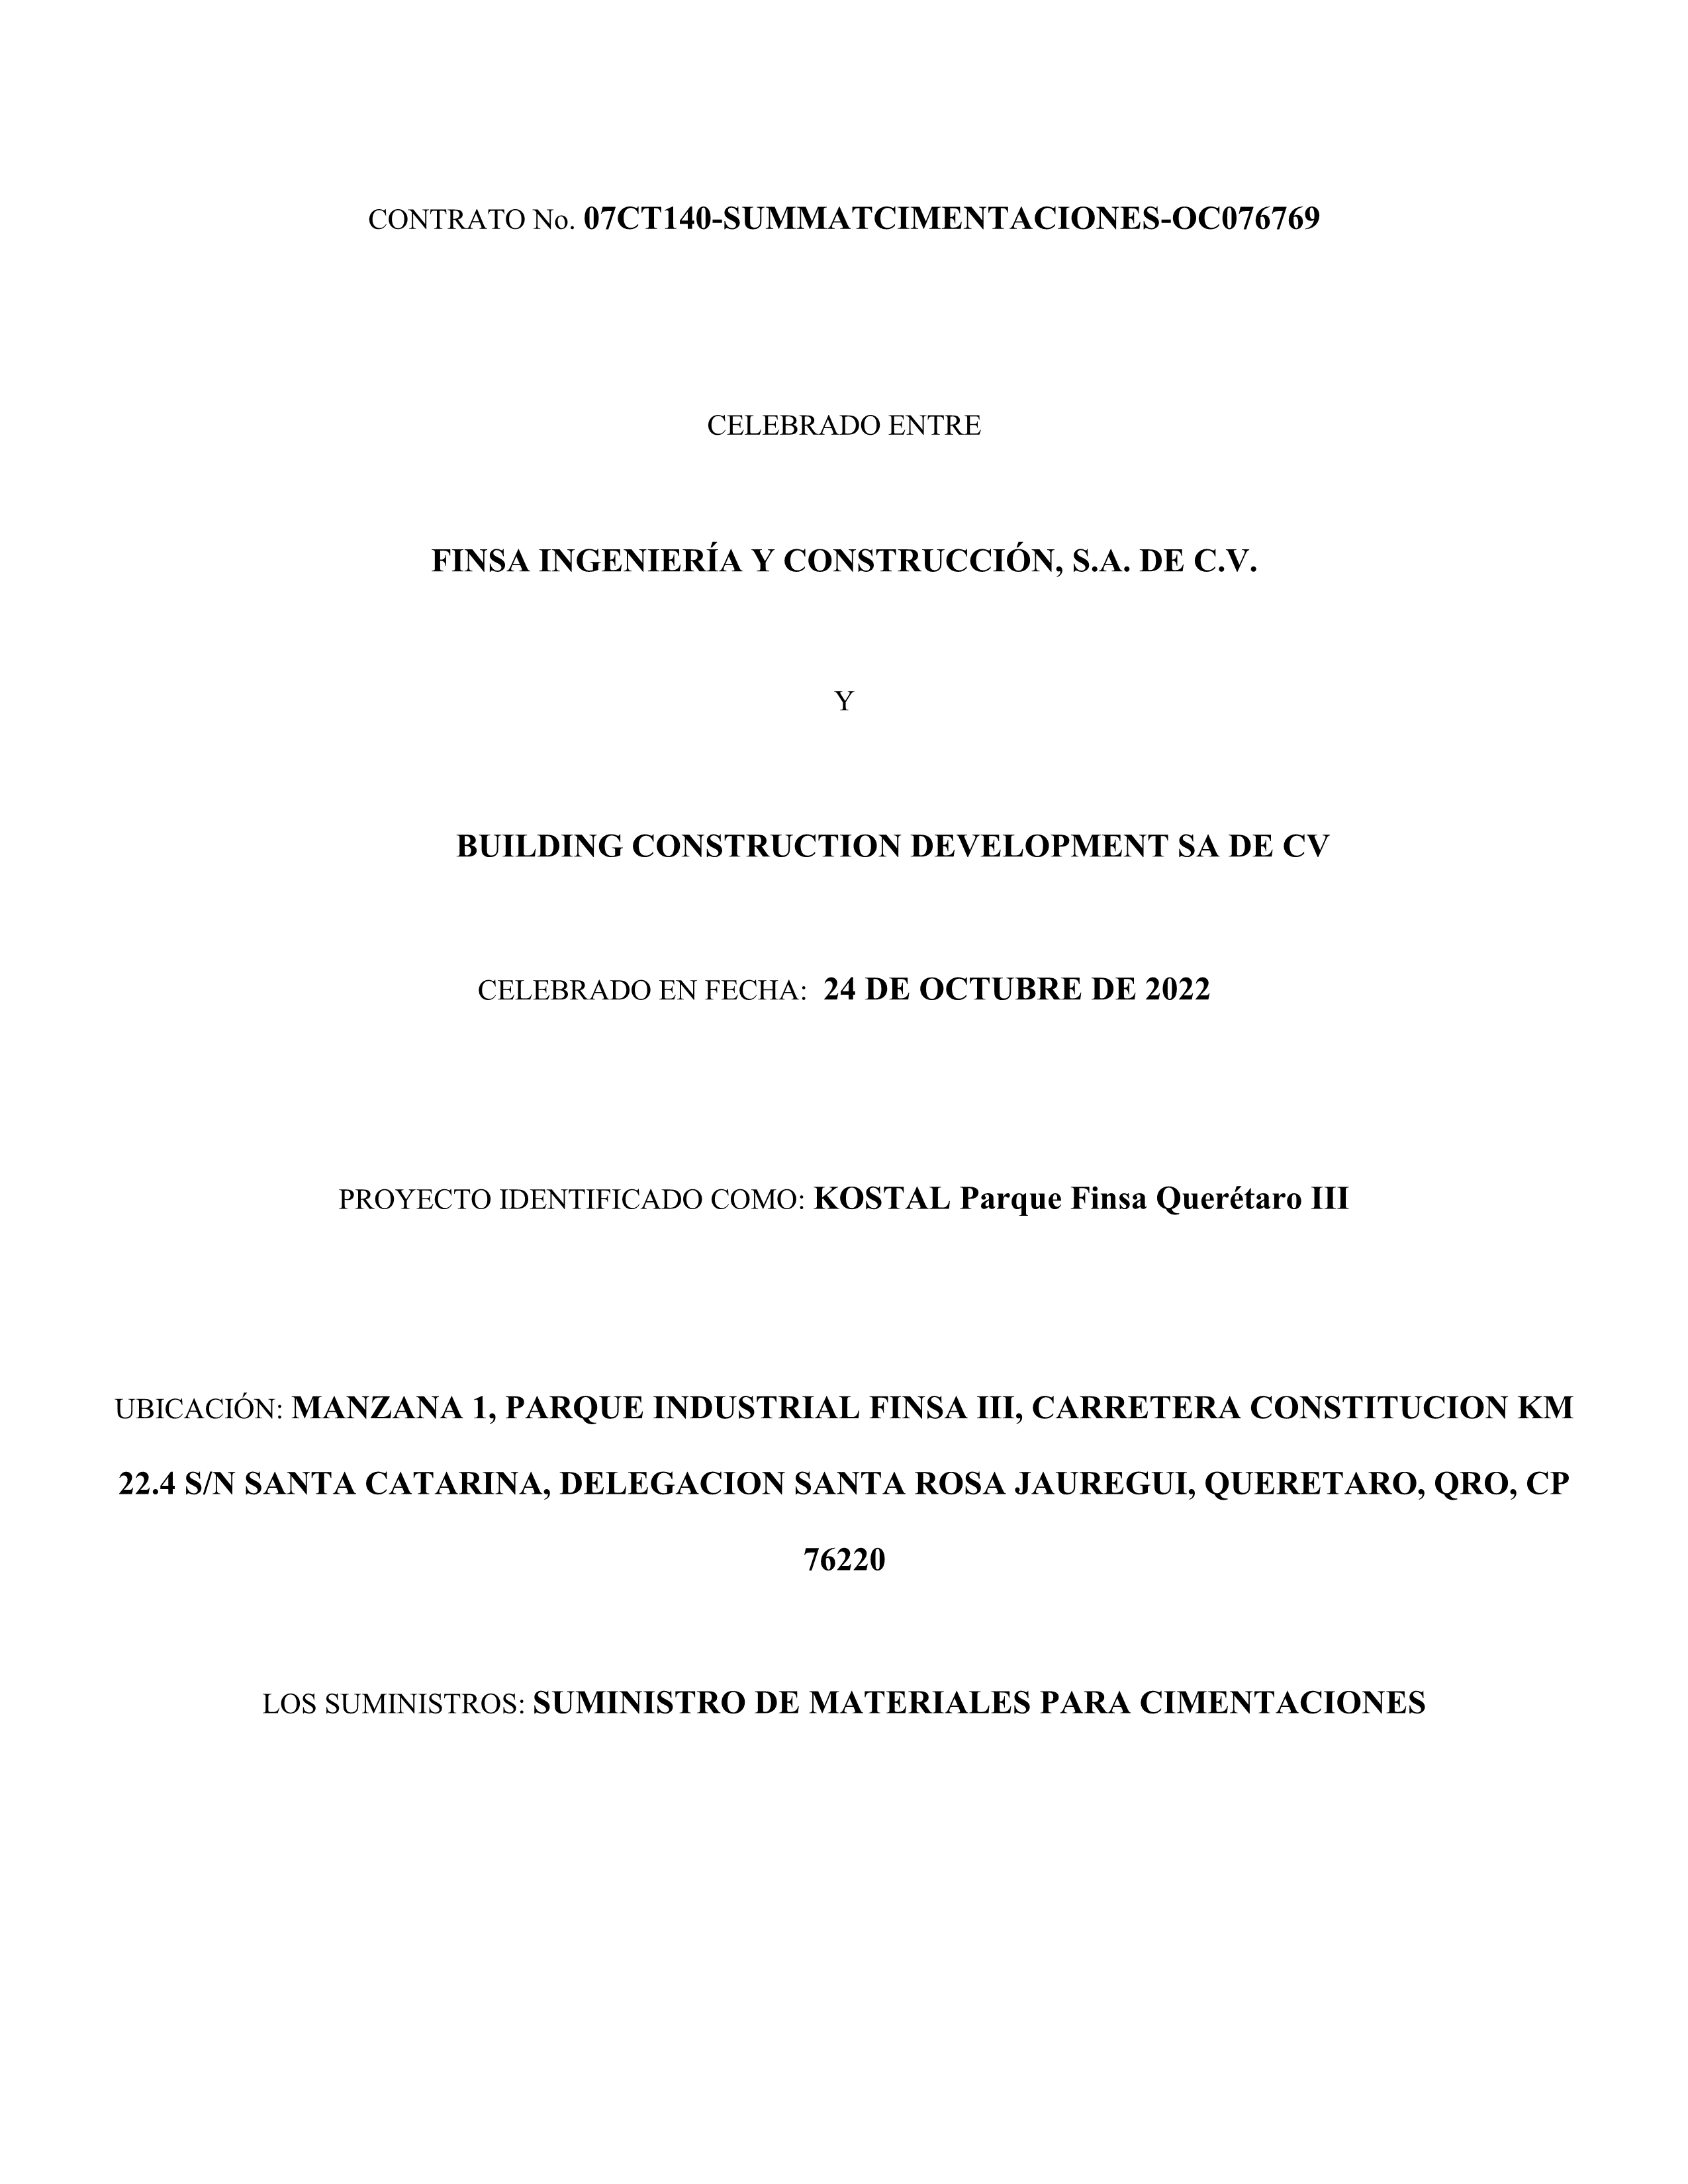 CONTRATO No. 07CT140-SUMMATCIMENTACIONES-OC076769
CELEBRADO ENTRE
FINSA INGENIERÍA Y CONSTRUCCIÓN, S.A. DE C.V.
Y
BUILDING CONSTRUCTION DEVELOPMENT SA DE CV
CELEBRADO EN FECHA: 24 DE OCTUBRE DE 2022
PROYECTO IDENTIFICADO COMO: KOSTAL Parque Finsa Querétaro III
UBICACIÓN: MANZANA 1, PARQUE INDUSTRIAL FINSA III, CARRETERA CONSTITUCION KM
22.4 S/N SANTA CATARINA, DELEGACION SANTA ROSA JAUREGUI, QUERETARO, QRO, CP
76220
LOS SUMINISTROS: SUMINISTRO DE MATERIALES PARA CIMENTACIONES